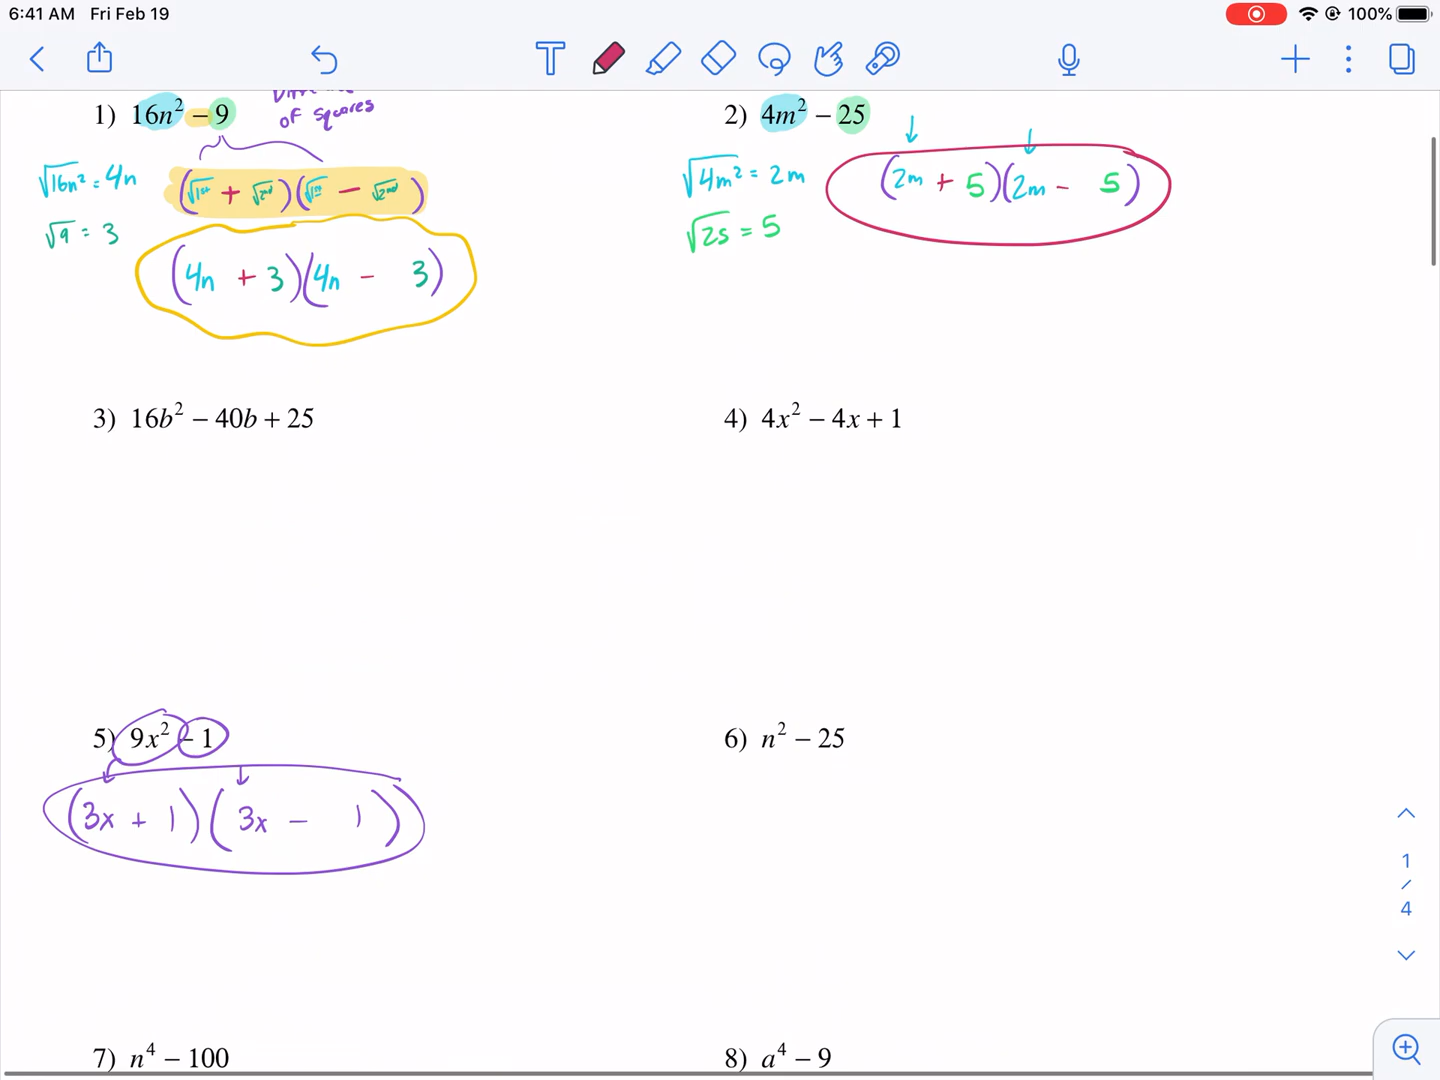 6:41 AM Fri Feb 19
100%
of squares
1) 16n² − 9
2) 4m² − 25
√16n² = 4n
(√1st + √2nd)(√1st − √2nd)
√4m² = 2m
(2m + 5)(2m − 5)
√9 = 3
√25 = 5
(4n + 3)(4n − 3)
3) 16b² − 40b + 25
4) 4x² − 4x + 1
5) 9x² − 1
6) n² − 25
(3x + 1)(3x − 1)
1
/
4
7) n⁴ − 100
8) a⁴ − 9